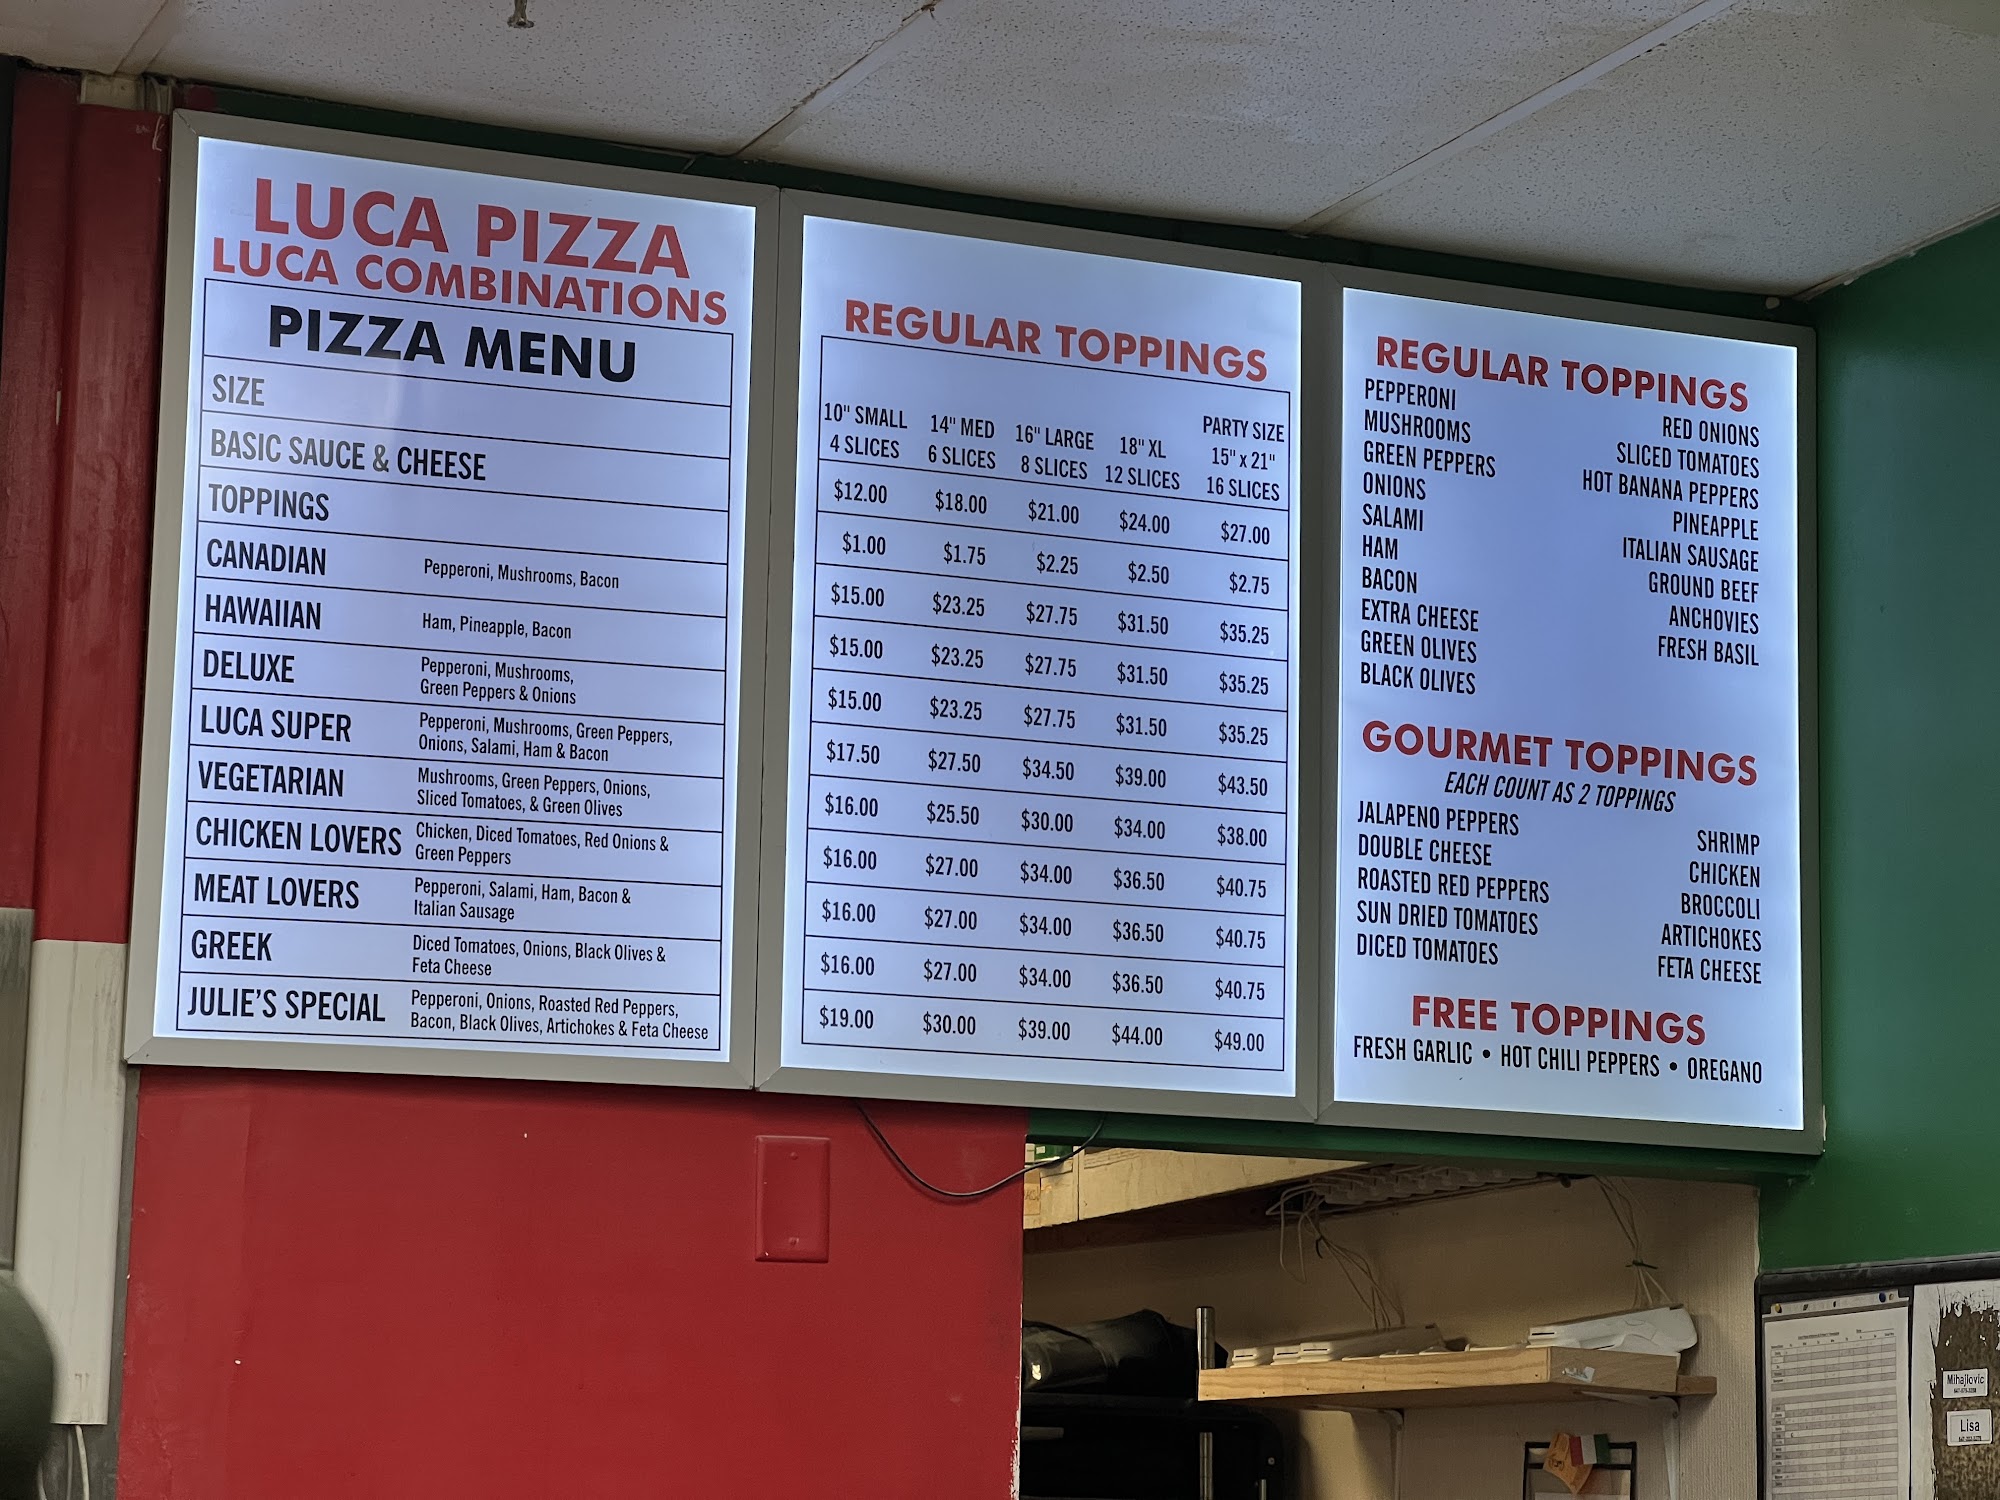 LUCA PIZZA
LUCA COMBINATIONS
PIZZA MENU
SIZE
BASIC SAUCE & CHEESE
TOPPINGS
CANADIAN Pepperoni, Mushrooms, Bacon
HAWAIIAN Ham, Pineapple, Bacon
DELUXE Pepperoni, Mushrooms,
Green Peppers & Onions
LUCA SUPER Pepperoni, Mushrooms, Green Peppers,
Onions, Salami, Ham & Bacon
VEGETARIAN Mushrooms, Green Peppers, Onions,
Sliced Tomatoes, & Green Olives
CHICKEN LOVERS Chicken, Diced Tomatoes, Red Onions &
Green Peppers
MEAT LOVERS Pepperoni, Salami, Ham, Bacon &
Italian Sausage
GREEK Diced Tomatoes, Onions, Black Olives &
Feta Cheese
JULIE'S SPECIAL Pepperoni, Onions, Roasted Red Peppers,
Bacon, Black Olives, Artichokes & Feta Cheese
REGULAR TOPPINGS
10" SMALL 14" MED 16" LARGE 18" XL PARTY SIZE
15" x 21"
4 SLICES 6 SLICES 8 SLICES 12 SLICES 16 SLICES
$12.00 $18.00 $21.00 $24.00 $27.00
$1.00 $1.75 $2.25 $2.50 $2.75
$15.00 $23.25 $27.75 $31.50 $35.25
$15.00 $23.25 $27.75 $31.50 $35.25
$15.00 $23.25 $27.75 $31.50 $35.25
$17.50 $27.50 $34.50 $39.00 $43.50
$16.00 $25.50 $30.00 $34.00 $38.00
$16.00 $27.00 $34.00 $36.50 $40.75
$16.00 $27.00 $34.00 $36.50 $40.75
$16.00 $27.00 $34.00 $36.50 $40.75
$19.00 $30.00 $39.00 $44.00 $49.00
REGULAR TOPPINGS
PEPPERONI
MUSHROOMS
GREEN PEPPERS
ONIONS
SALAMI
HAM
BACON
EXTRA CHEESE
GREEN OLIVES
BLACK OLIVES
RED ONIONS
SLICED TOMATOES
HOT BANANA PEPPERS
PINEAPPLE
ITALIAN SAUSAGE
GROUND BEEF
ANCHOVIES
FRESH BASIL
GOURMET TOPPINGS
EACH COUNT AS 2 TOPPINGS
JALAPENO PEPPERS
DOUBLE CHEESE
ROASTED RED PEPPERS
SUN DRIED TOMATOES
DICED TOMATOES
SHRIMP
CHICKEN
BROCCOLI
ARTICHOKES
FETA CHEESE
FREE TOPPINGS
FRESH GARLIC • HOT CHILI PEPPERS • OREGANO
Mihajlovic
Lisa